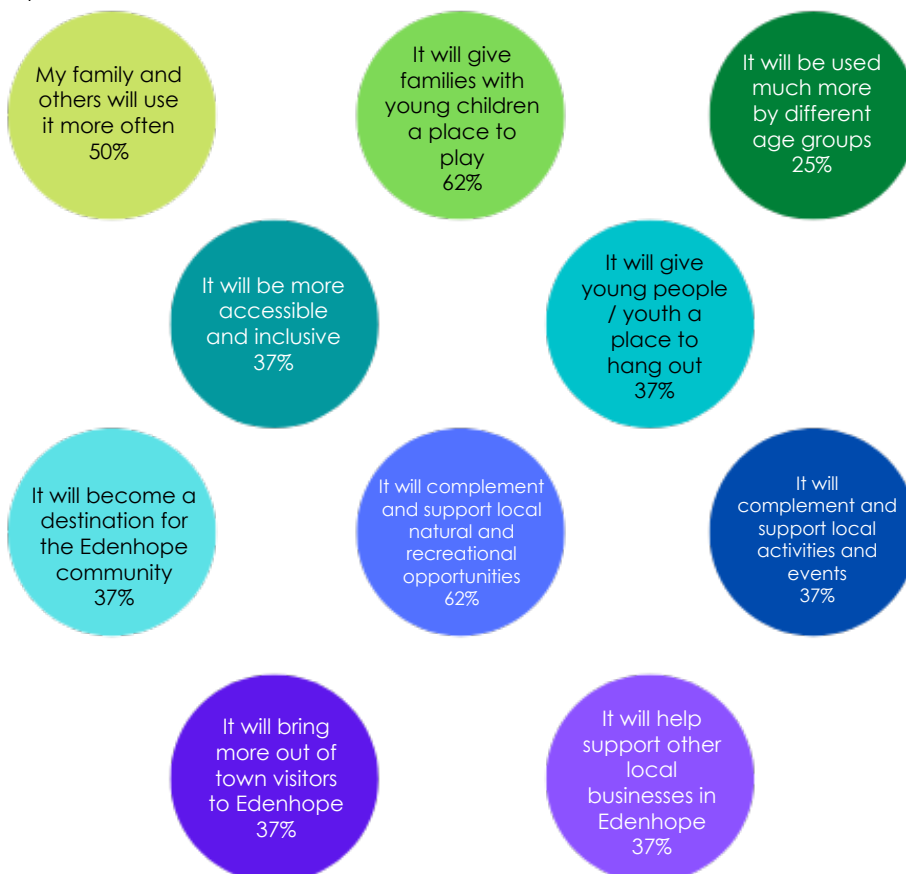 My family and
others will use
it more often
50%
It will give
families with
young children
a place to
play
62%
It will be used
much more
by different
age groups
25%
It will be more
accessible
and inclusive
37%
It will give
young people
/ youth a
place to
hang out
37%
It will become a
destination for
the Edenhope
community
37%
It will complement
and support local
natural and
recreational
opportunities
62%
It will
complement and
support local
activities and
events
37%
It will bring
more out of
town visitors
to Edenhope
37%
It will help
support other
local
businesses in
Edenhope
37%